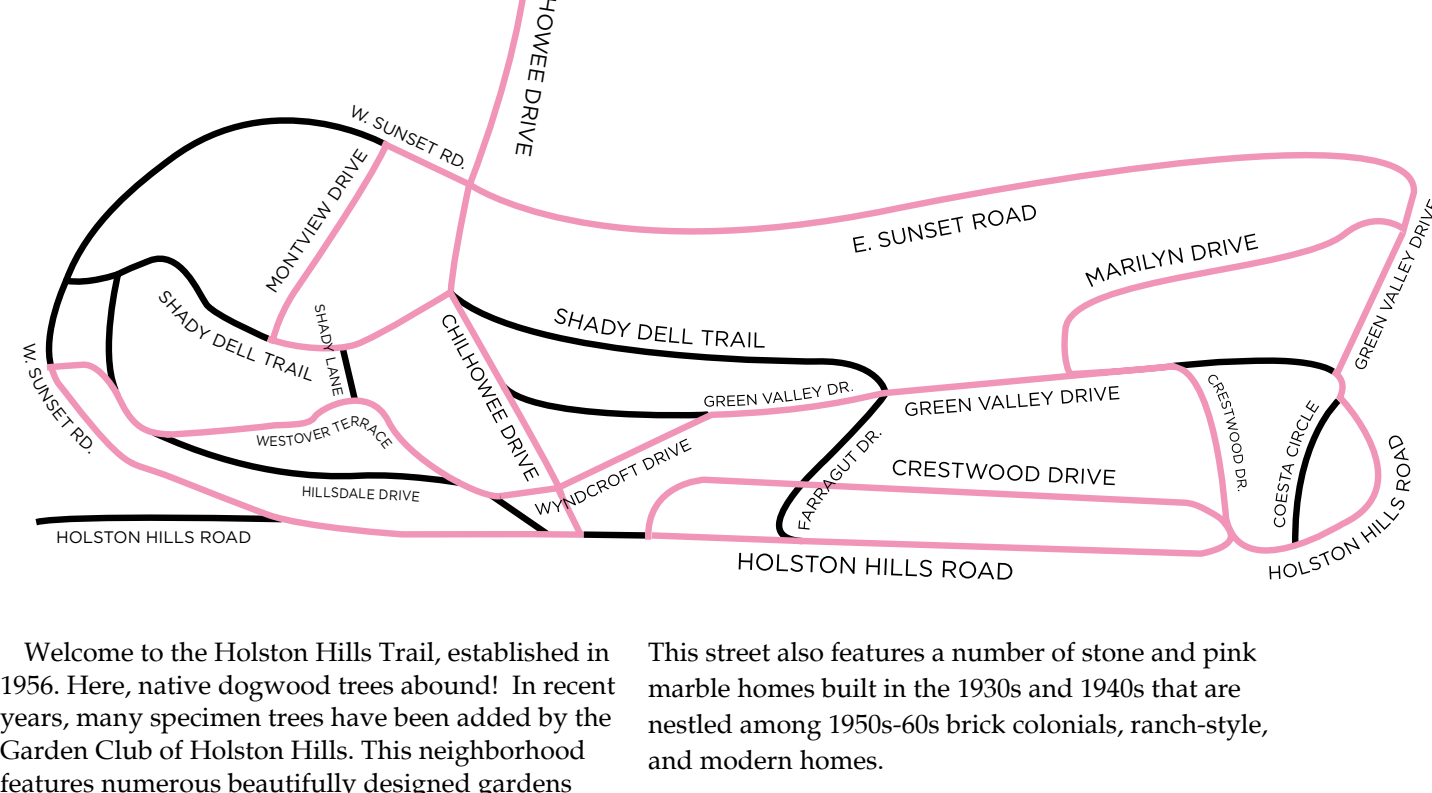 HOWEE DRIVE
W. SUNSET RD.
MONTVIEW DRIVE
E. SUNSET ROAD
MARILYN DRIVE
GREEN VALLEY DRIVE
SHADY DELL TRAIL
SHADY LANE
SHADY DELL TRAIL
CHILHOWEE DRIVE
W. SUNSET RD.
GREEN VALLEY DR.
GREEN VALLEY DRIVE
CRESTWOOD DR.
COESTA CIRCLE
WESTOVER TERRACE
WYNDCROFT DRIVE
FARRAGUT DR.
CRESTWOOD DRIVE
HILLSDALE DRIVE
HOLSTON HILLS ROAD
HOLSTON HILLS ROAD
HOLSTON HILLS ROAD
Welcome to the Holston Hills Trail, established in
1956. Here, native dogwood trees abound!  In recent
years, many specimen trees have been added by the
Garden Club of Holston Hills. This neighborhood
features numerous beautifully designed gardens
This street also features a number of stone and pink
marble homes built in the 1930s and 1940s that are
nestled among 1950s-60s brick colonials, ranch-style,
and modern homes.